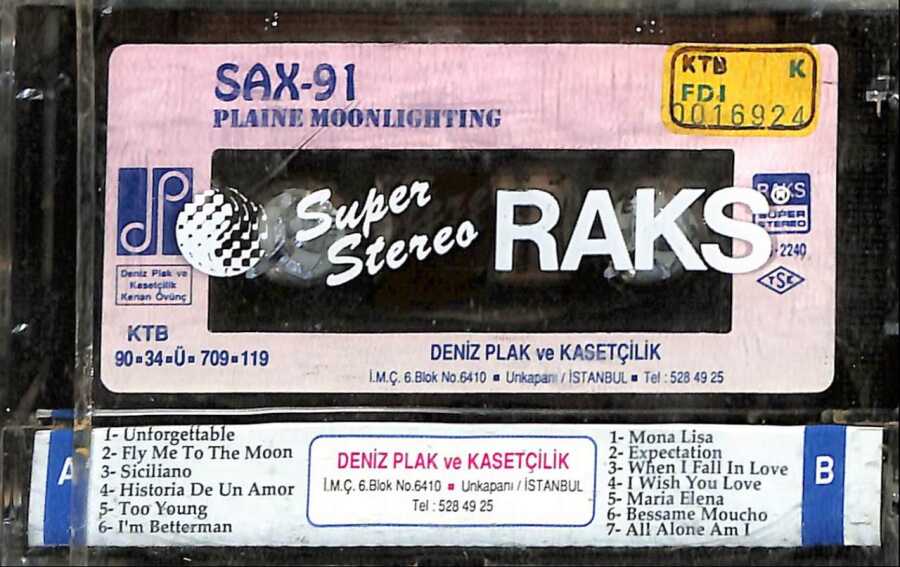 SAX-91
PLAINE MOONLIGHTING
KTB K
FDI
0016924
dp
Deniz Plak ve
Kasetçilik
Kenan Övünç
Super
Stereo
RAKS
RAKS
SUPER
STEREO
2240
TSE
KTB
90▪34▪Ü▪709▪119
DENİZ PLAK ve KASETÇİLİK
İ.M.Ç. 6.Blok No.6410 ▪ Unkapanı / İSTANBUL ▪ Tel : 528 49 25
A
1- Unforgettable
2- Fly Me To The Moon
3- Siciliano
4- Historia De Un Amor
5- Too Young
6- I'm Betterman
DENİZ PLAK ve KASETÇİLİK
İ.M.Ç. 6.Blok No.6410 ▪ Unkapanı / İSTANBUL
Tel : 528 49 25
1- Mona Lisa
2- Expectation
3- When I Fall In Love
4- I Wish You Love
5- Maria Elena
6- Bessame Moucho
7- All Alone Am I
B